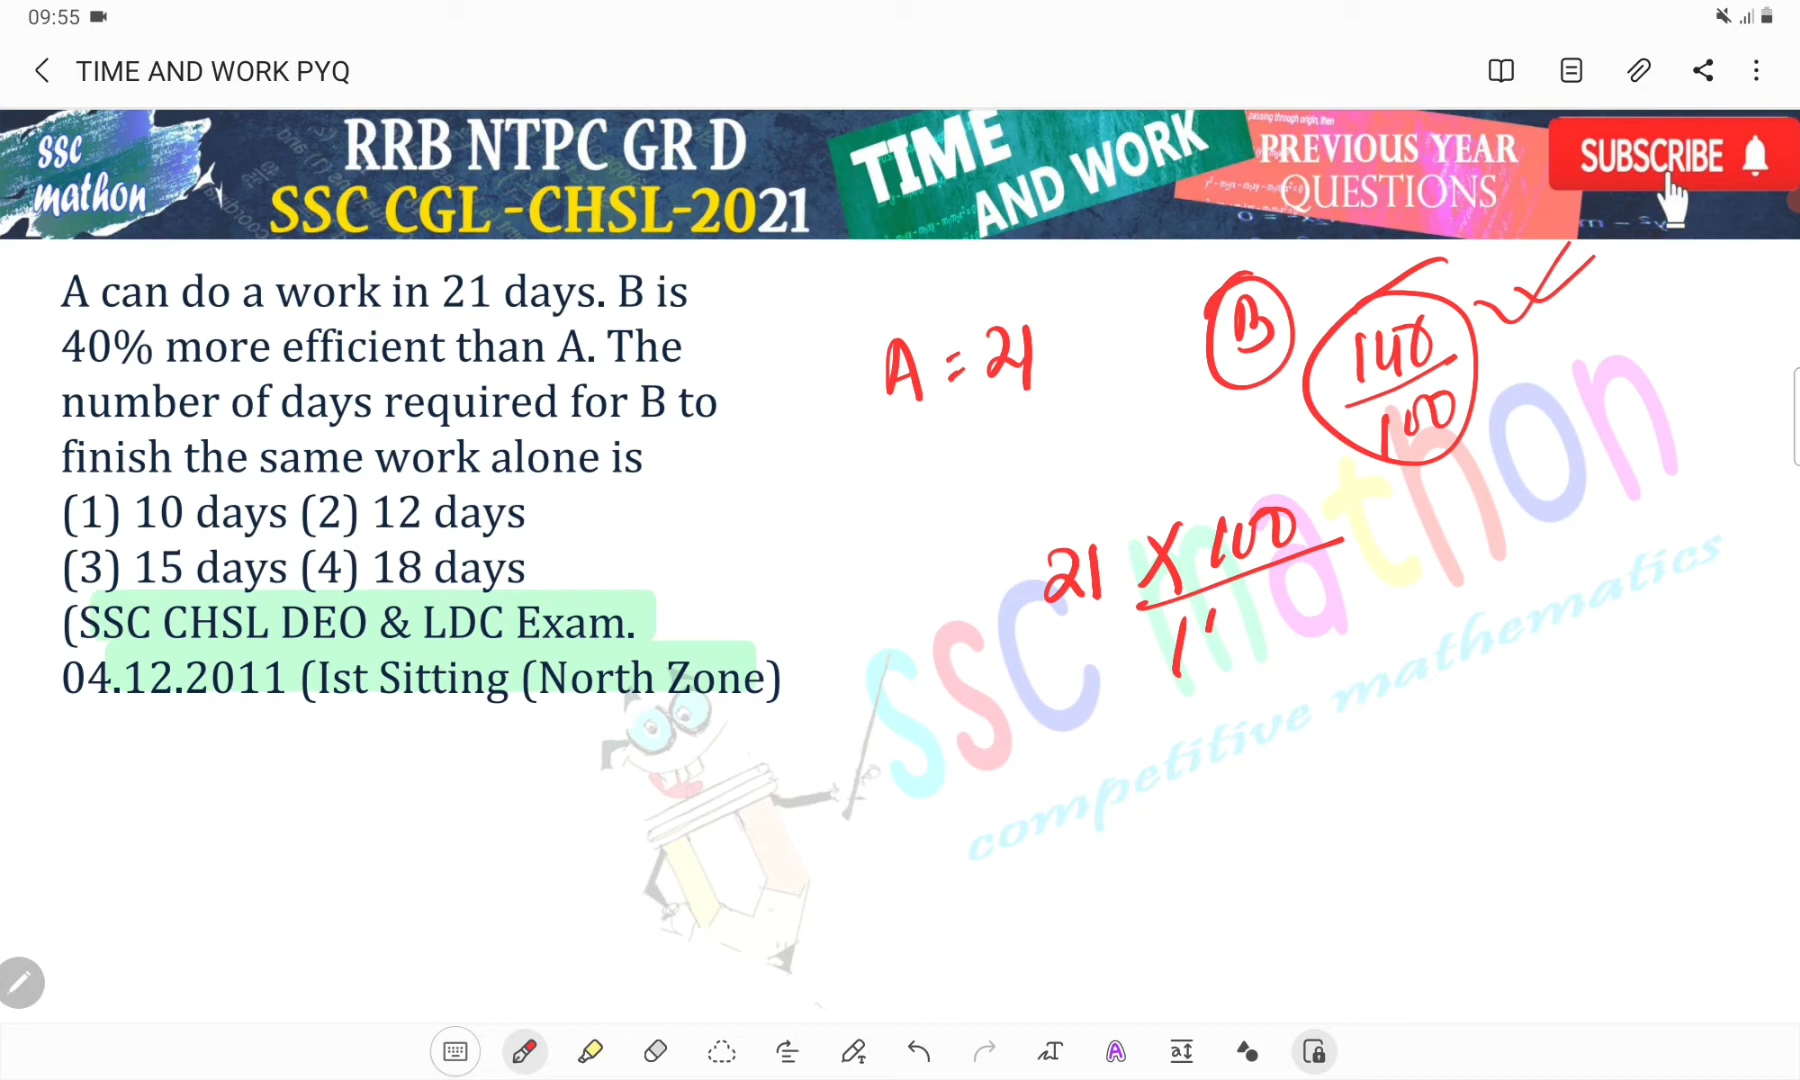 09:55
TIME AND WORK PYQ
SSC
mathon
RRB NTPC GR D
SSC CGL -CHSL-2021
TIME
AND WORK
passing through origin, then
PREVIOUS YEAR
QUESTIONS
SUBSCRIBE
A can do a work in 21 days. B is
40% more efficient than A. The
number of days required for B to
finish the same work alone is
(1) 10 days (2) 12 days
(3) 15 days (4) 18 days
(SSC CHSL DEO & LDC Exam.
04.12.2011 (Ist Sitting (North Zone)
A = 21
B
140
100
21 X 100
1
SSC mathon
competitive mathematics